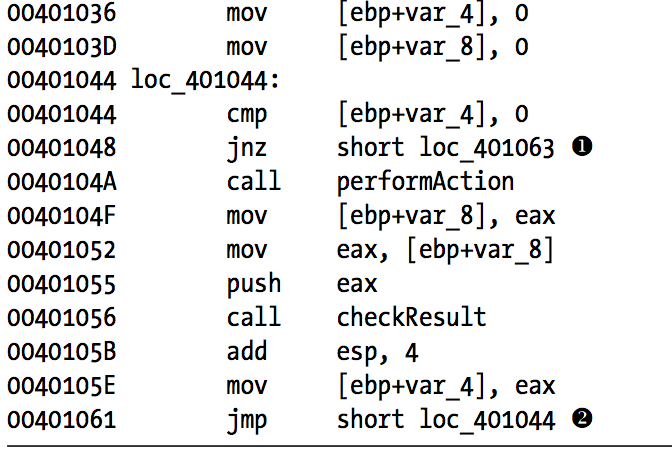 00401036 mov [ebp+var_4], 0
0040103D mov [ebp+var_8], 0
00401044 loc_401044:
00401044 cmp [ebp+var_4], 0
00401048 jnz short loc_401063 ❶
0040104A call performAction
0040104F mov [ebp+var_8], eax
00401052 mov eax, [ebp+var_8]
00401055 push eax
00401056 call checkResult
0040105B add esp, 4
0040105E mov [ebp+var_4], eax
00401061 jmp short loc_401044 ❷